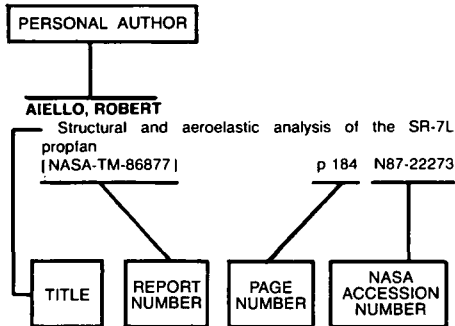 PERSONAL AUTHOR
AIELLO, ROBERT
Structural and aeroelastic analysis of the SR-7L
propfan
[NASA-TM-86877] p 184 N87-22273
TITLE
REPORT
NUMBER
PAGE
NUMBER
NASA
ACCESSION
NUMBER